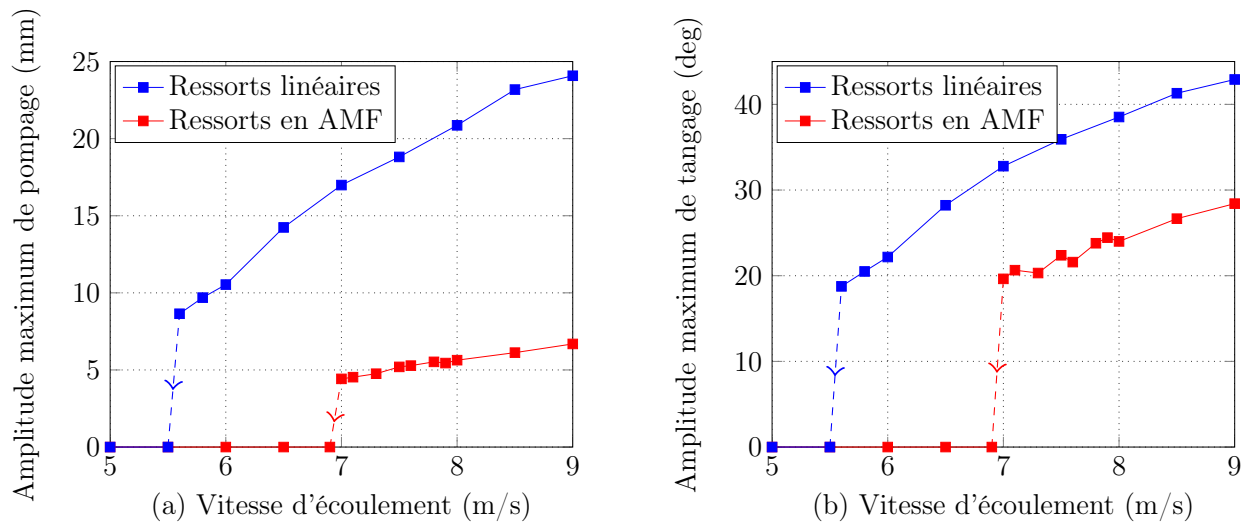 Amplitude maximum de pompage (mm)
25
20
15
10
5
0
Ressorts linéaires
Ressorts en AMF
5 6 7 8 9
(a) Vitesse d'écoulement (m/s)
Amplitude maximum de tangage (deg)
40
30
20
10
0
Ressorts linéaires
Ressorts en AMF
5 6 7 8 9
(b) Vitesse d'écoulement (m/s)